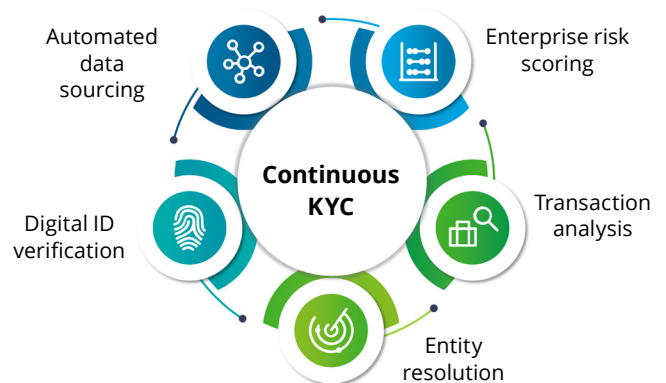 Automated
data
sourcing
Enterprise risk
scoring
Continuous
KYC
Digital ID
verification
Transaction
analysis
Entity
resolution